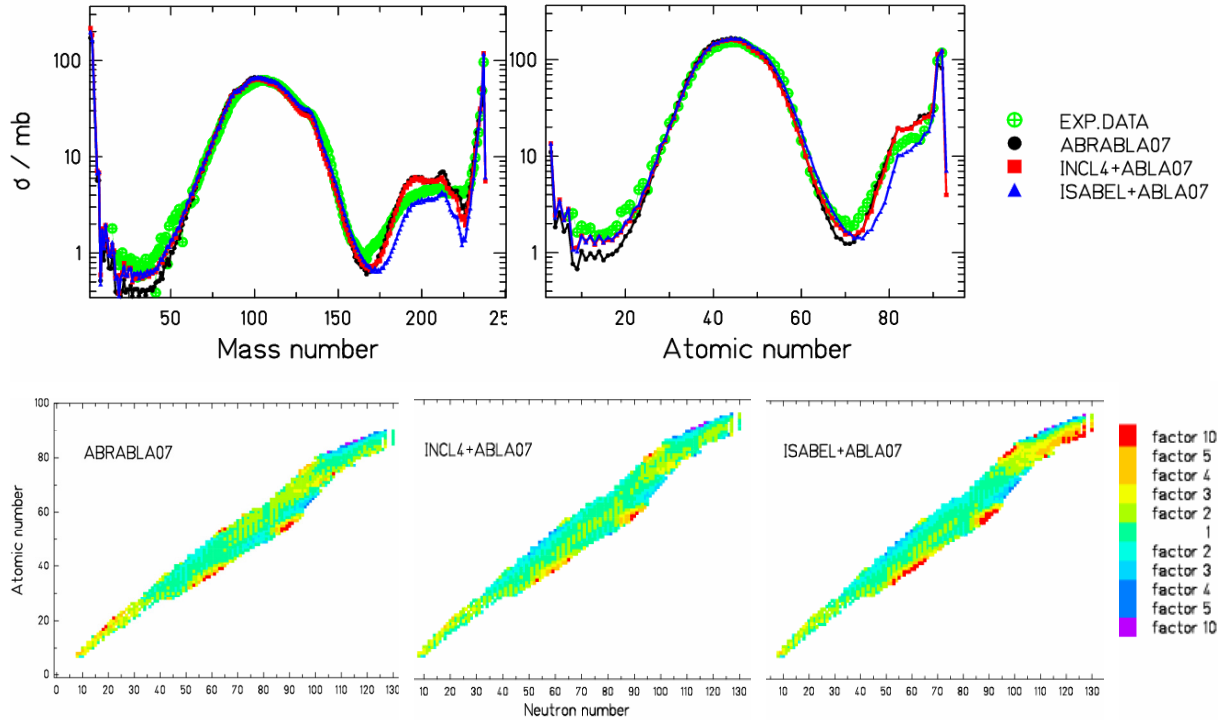 σ / mb
100
10
1
50
100
150
200
25
Mass number
100
10
1
20
40
60
80
Atomic number
EXP.DATA
ABRABLA07
INCL4+ABLA07
ISABEL+ABLA07
Atomic number
100
80
60
40
20
0
ABRABLA07
INCL4+ABLA07
ISABEL+ABLA07
0 10 20 30 40 50 60 70 80 90 100 110 120 130
10 20 30 40 50 60 70 80 90 100 110 120 130
10 20 30 40 50 60 70 80 90 100 110 120 130
Neutron number
factor 10
factor 5
factor 4
factor 3
factor 2
1
factor 2
factor 3
factor 4
factor 5
factor 10